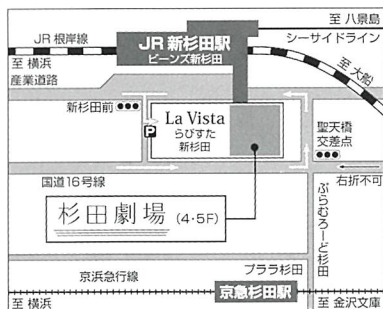 至 八景島
JR 根岸線
JR 新杉田駅
シーサイドライン
至 横浜
ビーンズ新杉田
至 大船
産業道路
新杉田前
La Vista
P
らびすた
新杉田
聖天橋
交差点
国道16号線
右折不可
杉田劇場 (4・5F)
ぷらむろーど杉田
京浜急行線
プララ杉田
至 横浜
京急杉田駅
至 金沢文庫